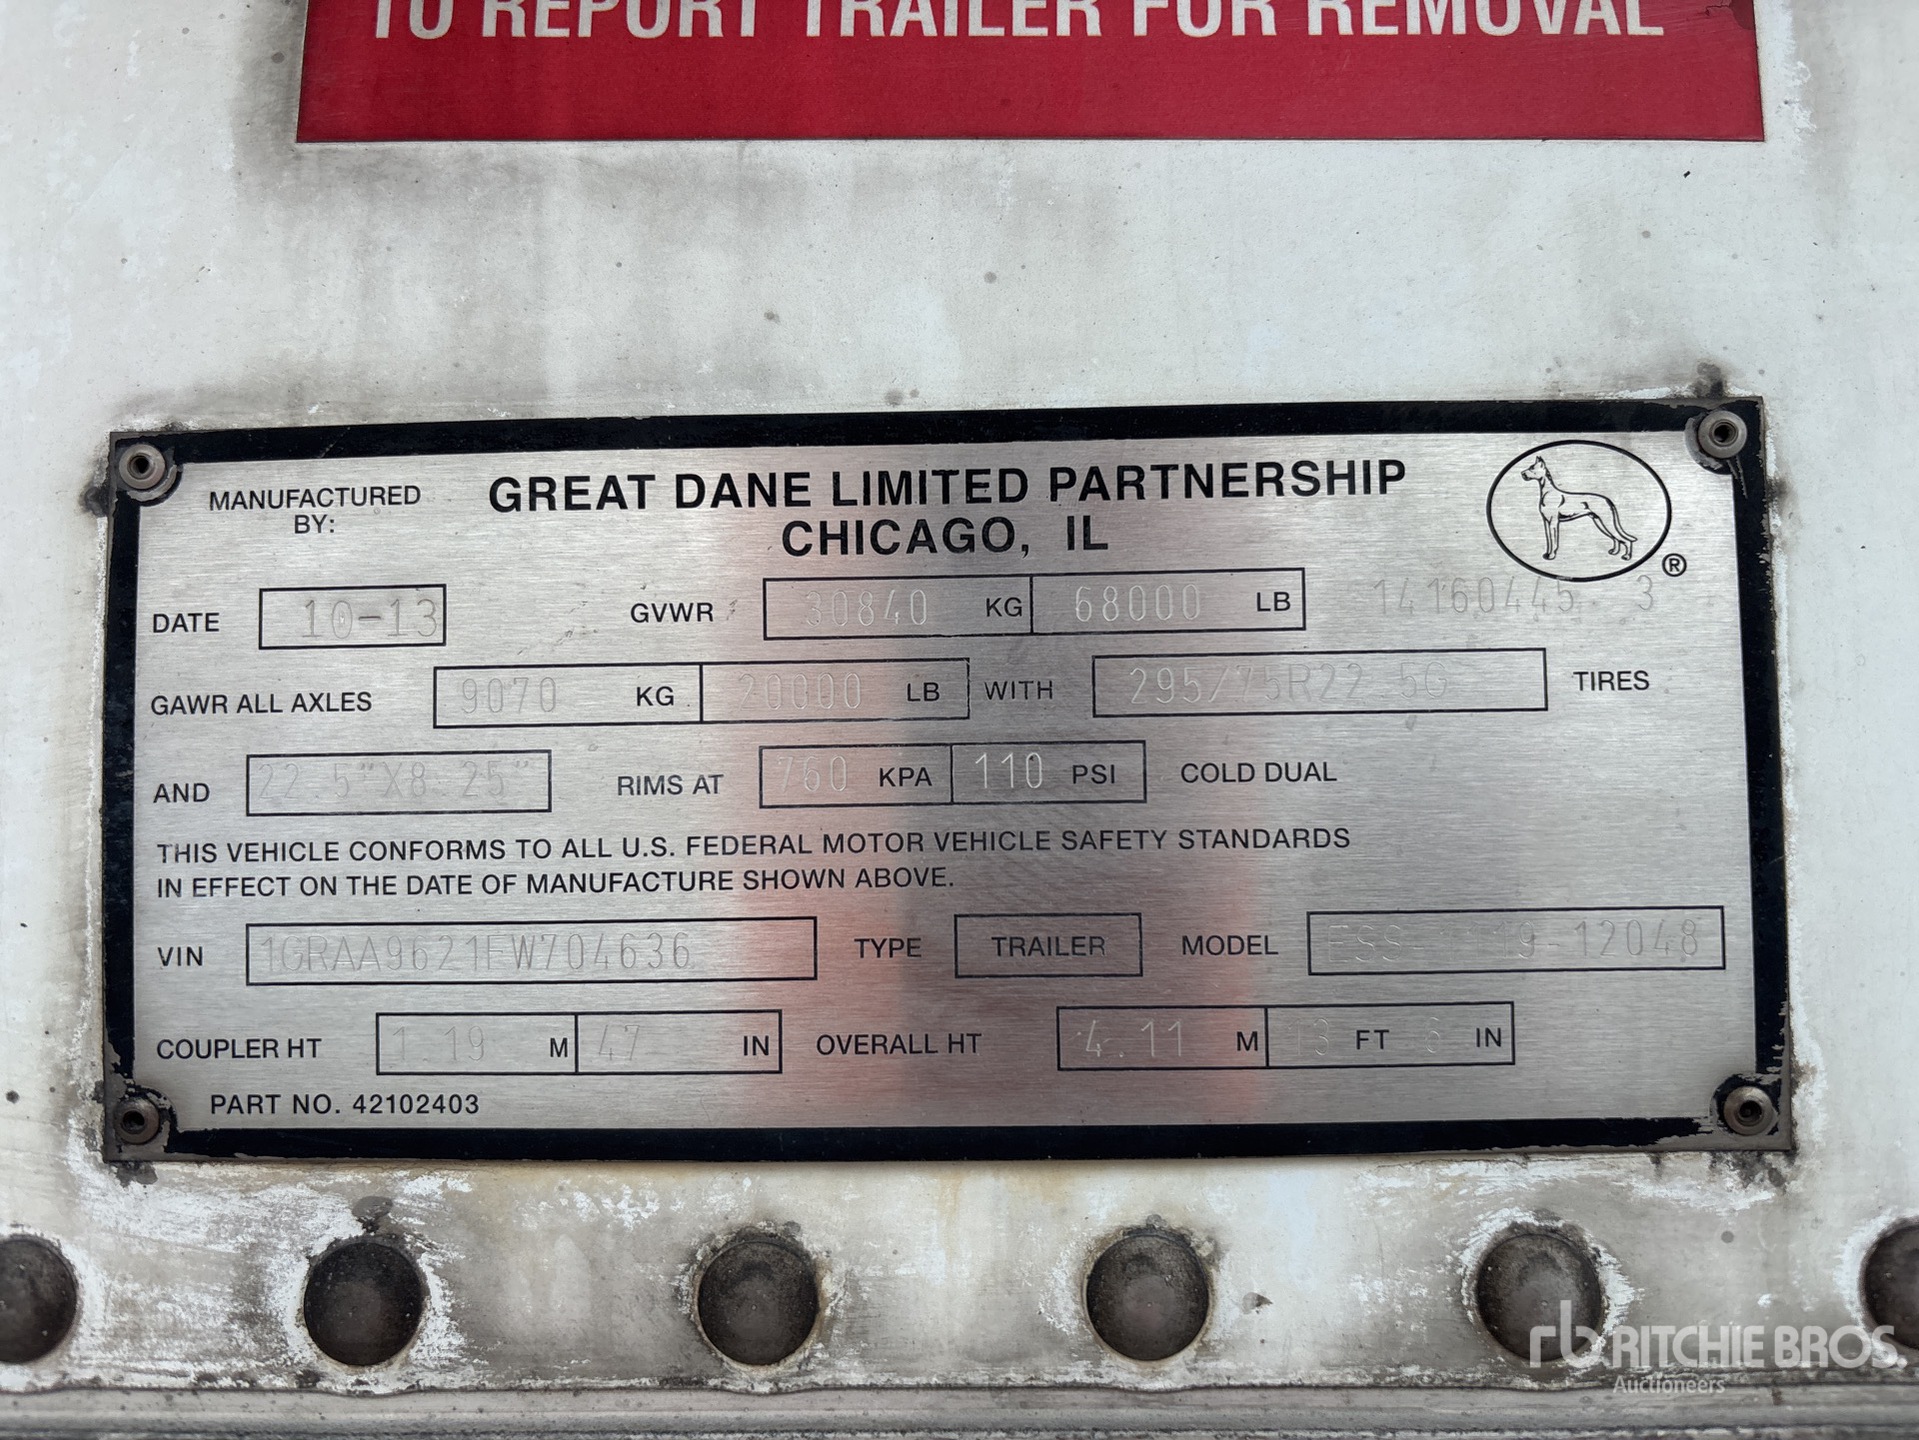 TO REPORT TRAILER FOR REMOVAL
MANUFACTURED BY: GREAT DANE LIMITED PARTNERSHIP
CHICAGO, IL
®
DATE 10-13 GVWR 30840 KG 68000 LB 14160445 3
GAWR ALL AXLES 9070 KG 20000 LB WITH 295/75R22.5G TIRES
AND 22.5"X8.25" RIMS AT 760 KPA 110 PSI COLD DUAL
THIS VEHICLE CONFORMS TO ALL U.S. FEDERAL MOTOR VEHICLE SAFETY STANDARDS
IN EFFECT ON THE DATE OF MANUFACTURE SHOWN ABOVE.
VIN 1GRAA9621EW704636 TYPE TRAILER MODEL
COUPLER HT 1.19 M 47 IN OVERALL HT 4.11 M 13 FT 6 IN
PART NO. 42102403
rb RITCHIE BROS.
Auctioneers